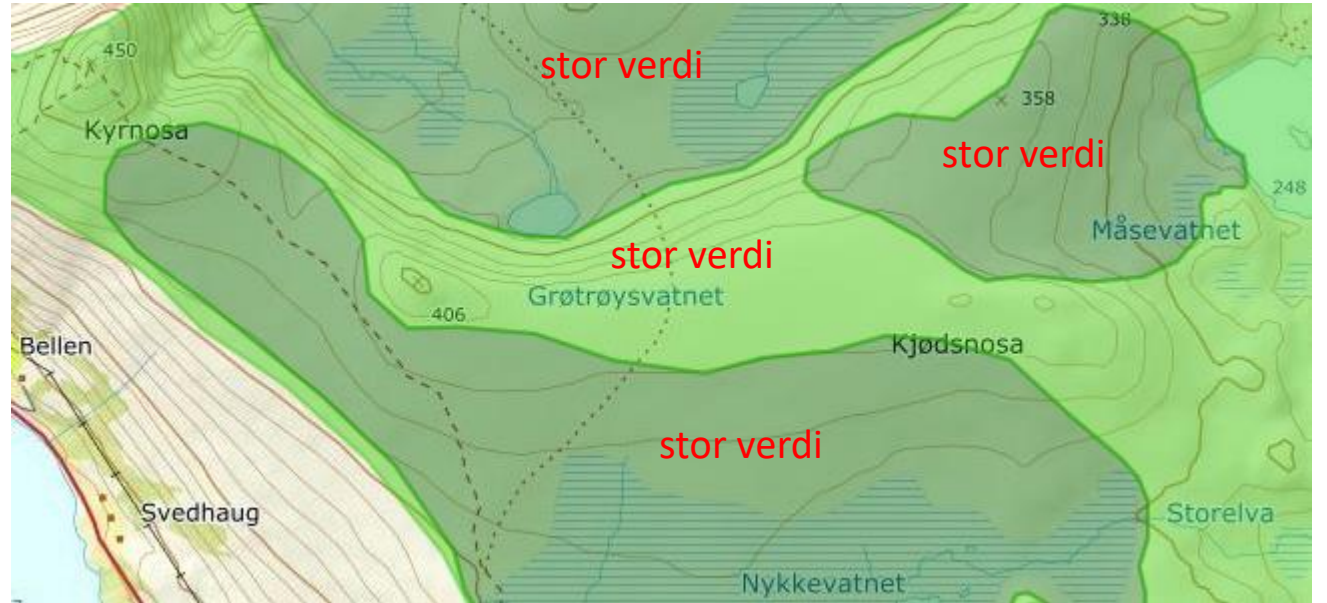 338
450
stor verdi
358
Kyrnosa
stor verdi
248
Måsevatnet
stor verdi
Grøtrøysvatnet
406
Bellen
Kjødsnosa
stor verdi
Svedhaug
Storelva
Nykkevatnet